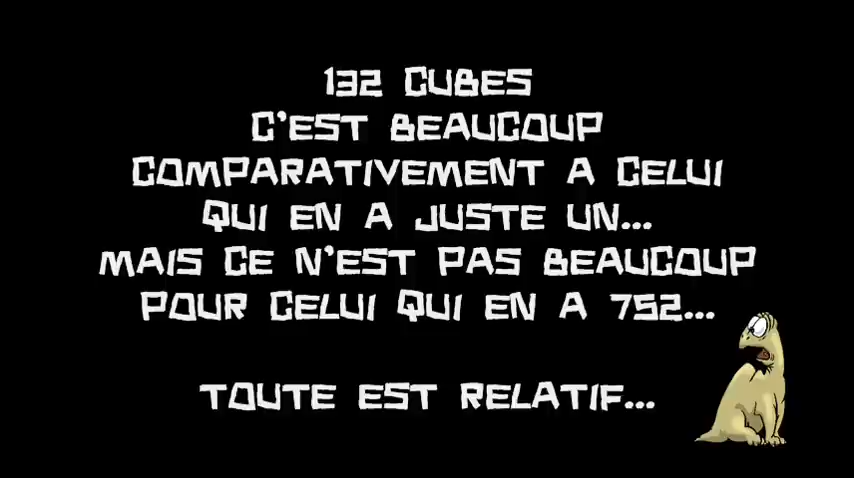 132 CUBES
C'EST BEAUCOUP
COMPARATIVEMENT A CELUI
QUI EN A JUSTE UN...
MAIS CE N'EST PAS BEAUCOUP
POUR CELUI QUI EN A 752...
TOUTE EST RELATIF...